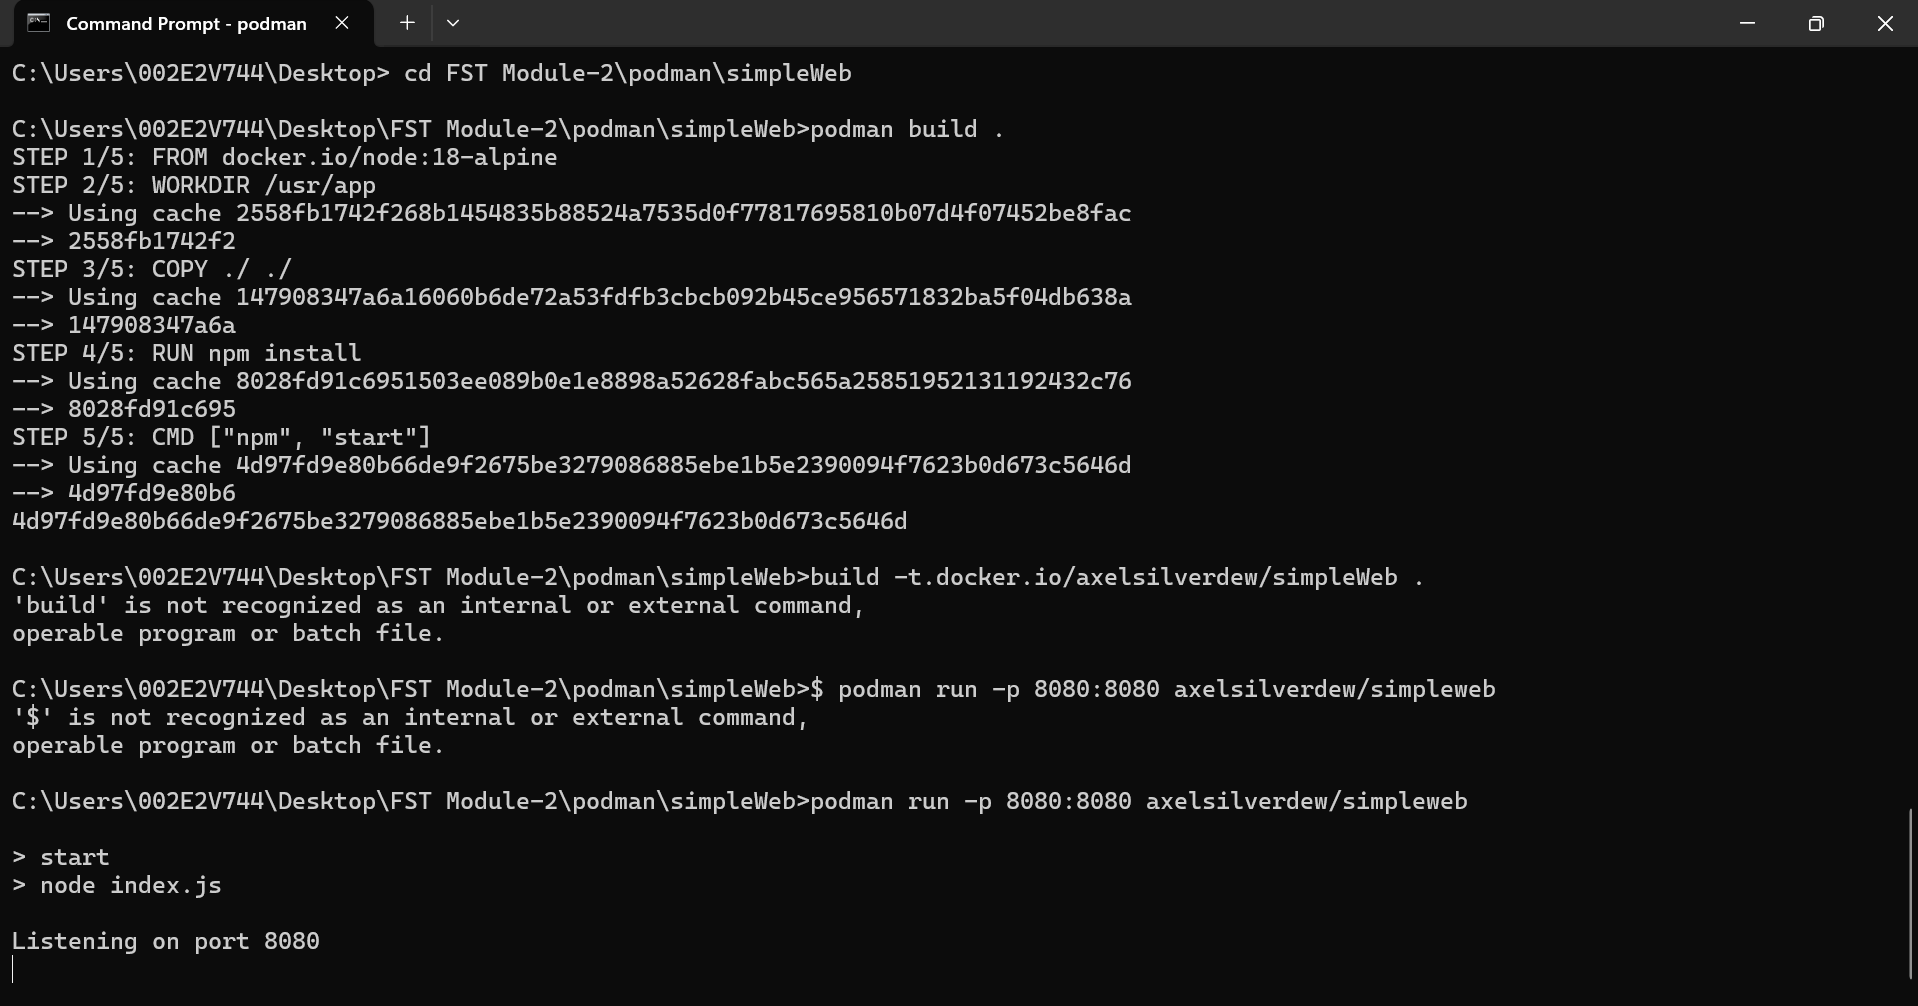 Command Prompt - podman
C:\Users\002E2V744\Desktop> cd FST Module-2\podman\simpleWeb
C:\Users\002E2V744\Desktop\FST Module-2\podman\simpleWeb>podman build .
STEP 1/5: FROM docker.io/node:18-alpine
STEP 2/5: WORKDIR /usr/app
--> Using cache 2558fb1742f268b1454835b88524a7535d0f77817695810b07d4f07452be8fac
--> 2558fb1742f2
STEP 3/5: COPY ./ ./
--> Using cache 147908347a6a16060b6de72a53fdfb3cbcb092b45ce956571832ba5f04db638a
--> 147908347a6a
STEP 4/5: RUN npm install
--> Using cache 8028fd91c6951503ee089b0e1e8898a52628fabc565a25851952131192432c76
--> 8028fd91c695
STEP 5/5: CMD ["npm", "start"]
--> Using cache 4d97fd9e80b66de9f2675be3279086885ebe1b5e2390094f7623b0d673c5646d
--> 4d97fd9e80b6
4d97fd9e80b66de9f2675be3279086885ebe1b5e2390094f7623b0d673c5646d
C:\Users\002E2V744\Desktop\FST Module-2\podman\simpleWeb>build -t.docker.io/axelsilverdew/simpleWeb .
'build' is not recognized as an internal or external command,
operable program or batch file.
C:\Users\002E2V744\Desktop\FST Module-2\podman\simpleWeb>$ podman run -p 8080:8080 axelsilverdew/simpleweb
'$' is not recognized as an internal or external command,
operable program or batch file.
C:\Users\002E2V744\Desktop\FST Module-2\podman\simpleWeb>podman run -p 8080:8080 axelsilverdew/simpleweb
> start
> node index.js
Listening on port 8080